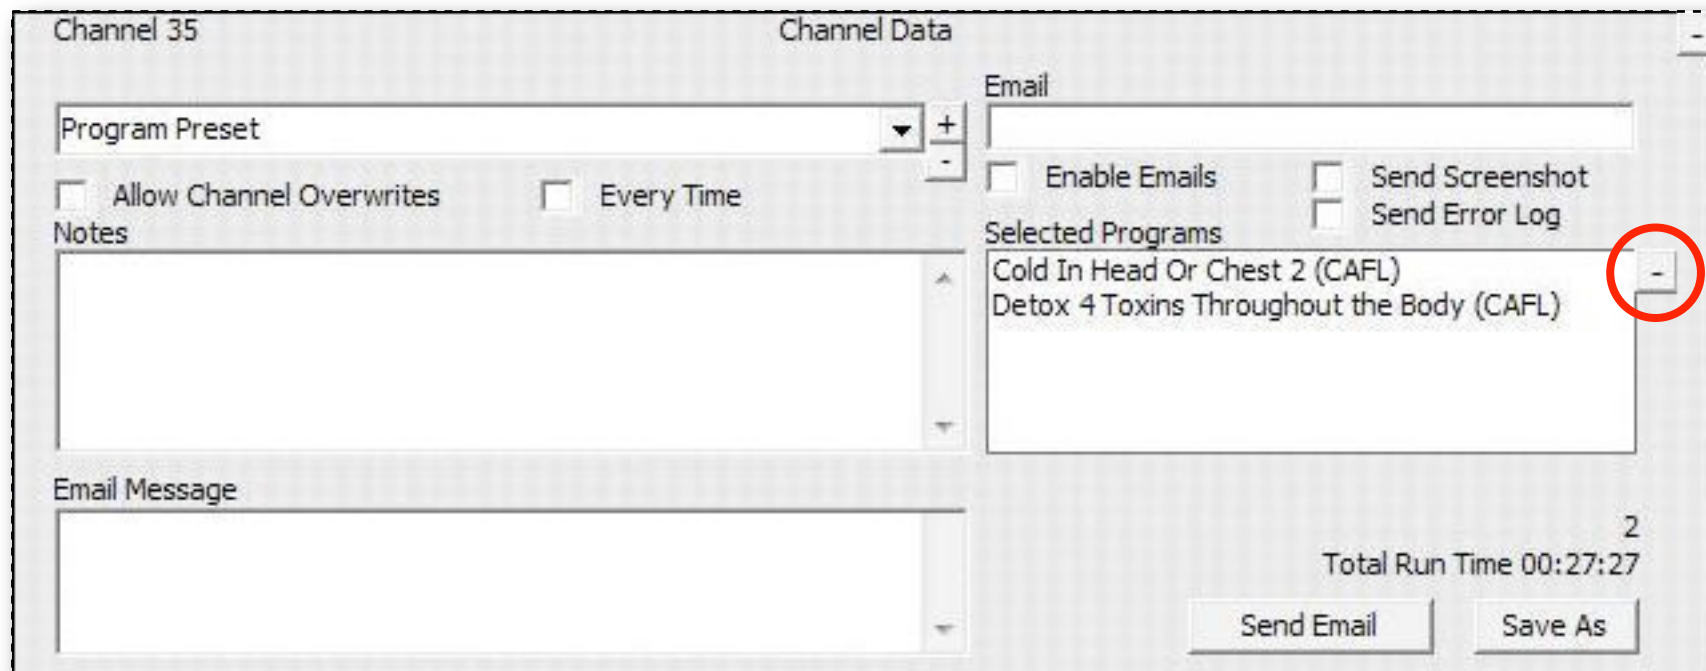 Channel 35
Channel Data
-
Email
Program Preset
+
-
Enable Emails
Send Screenshot
Allow Channel Overwrites
Every Time
Send Error Log
Notes
Selected Programs
Cold In Head Or Chest 2 (CAFL)
-
Detox 4 Toxins Throughout the Body (CAFL)
Email Message
2
Total Run Time 00:27:27
Send Email
Save As